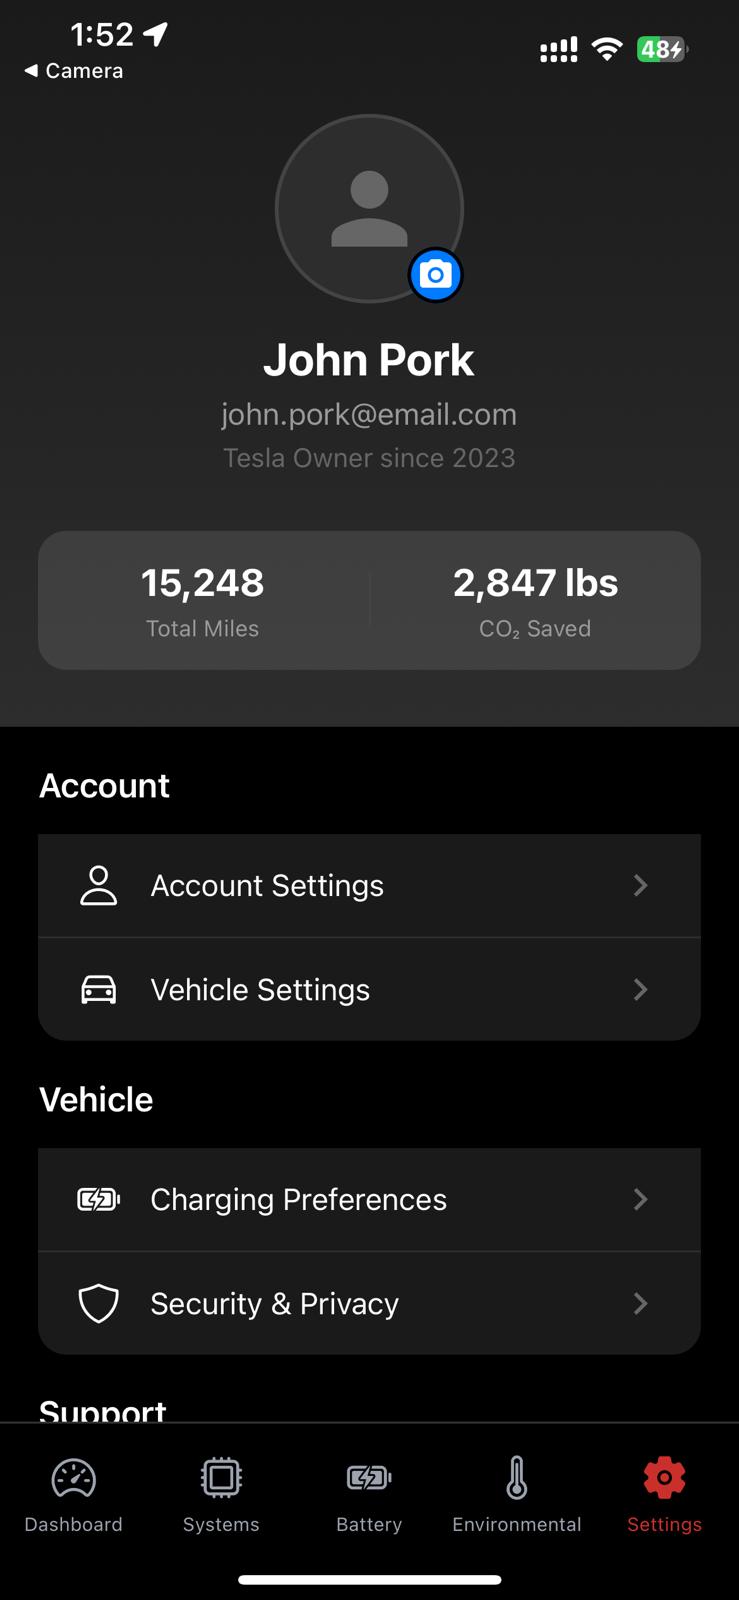 1:52
48
◀ Camera
John Pork
john.pork@email.com
Tesla Owner since 2023
15,248
Total Miles
2,847 lbs
CO₂ Saved
Account
Account Settings
Vehicle Settings
Vehicle
Charging Preferences
Security & Privacy
Support
Dashboard
Systems
Battery
Environmental
Settings